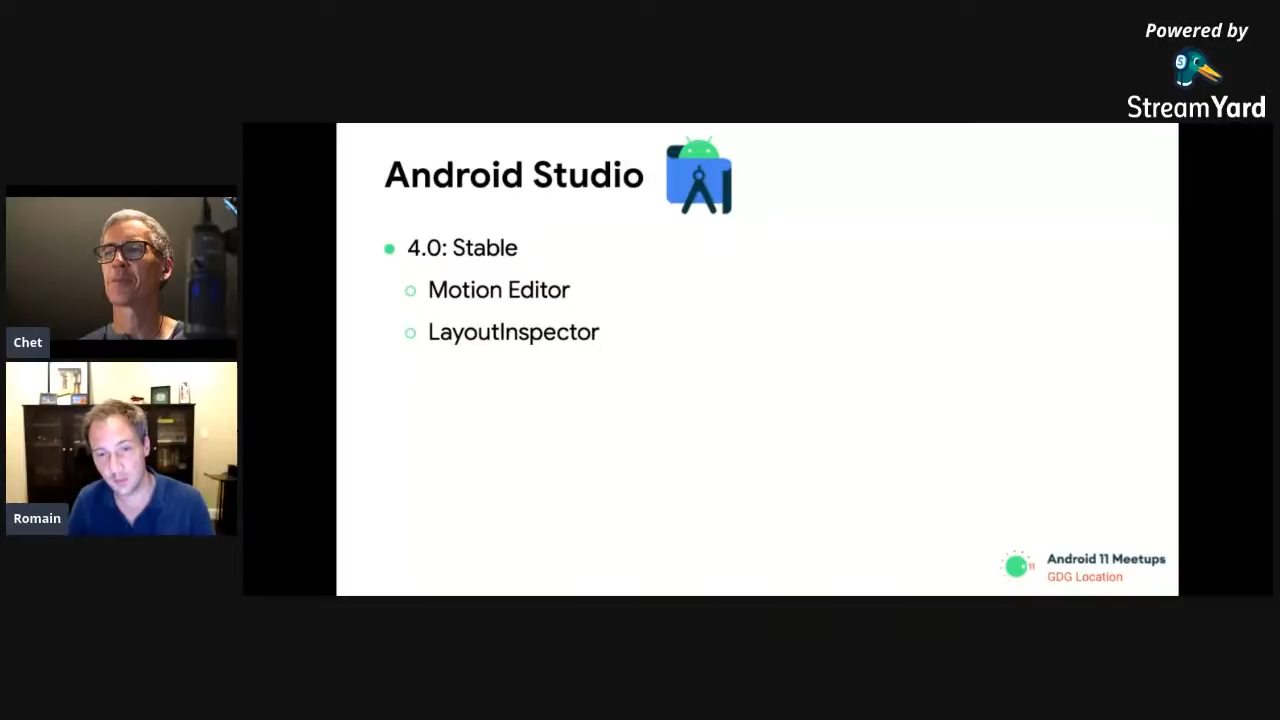 Powered by
StreamYard
Android Studio
4.0: Stable
Motion Editor
LayoutInspector
Chet
Romain
Android 11 Meetups
GDG Location